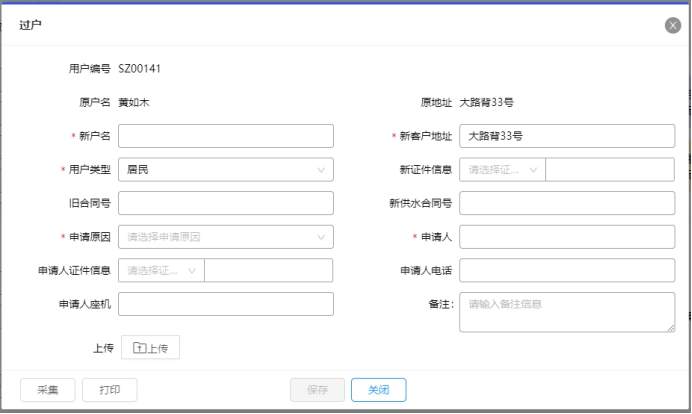 过户
用户编号 SZ00141
原户名 黄如木 原地址 大路背33号
* 新户名 * 新客户地址 大路背33号
* 用户类型 居民 新证件信息 请选择证...
旧合同号 新供水合同号
* 申请原因 请选择申请原因 * 申请人
申请人证件信息 请选择证... 申请人电话
申请人座机 备注: 请输入备注信息
上传 上传
采集 打印 保存 关闭